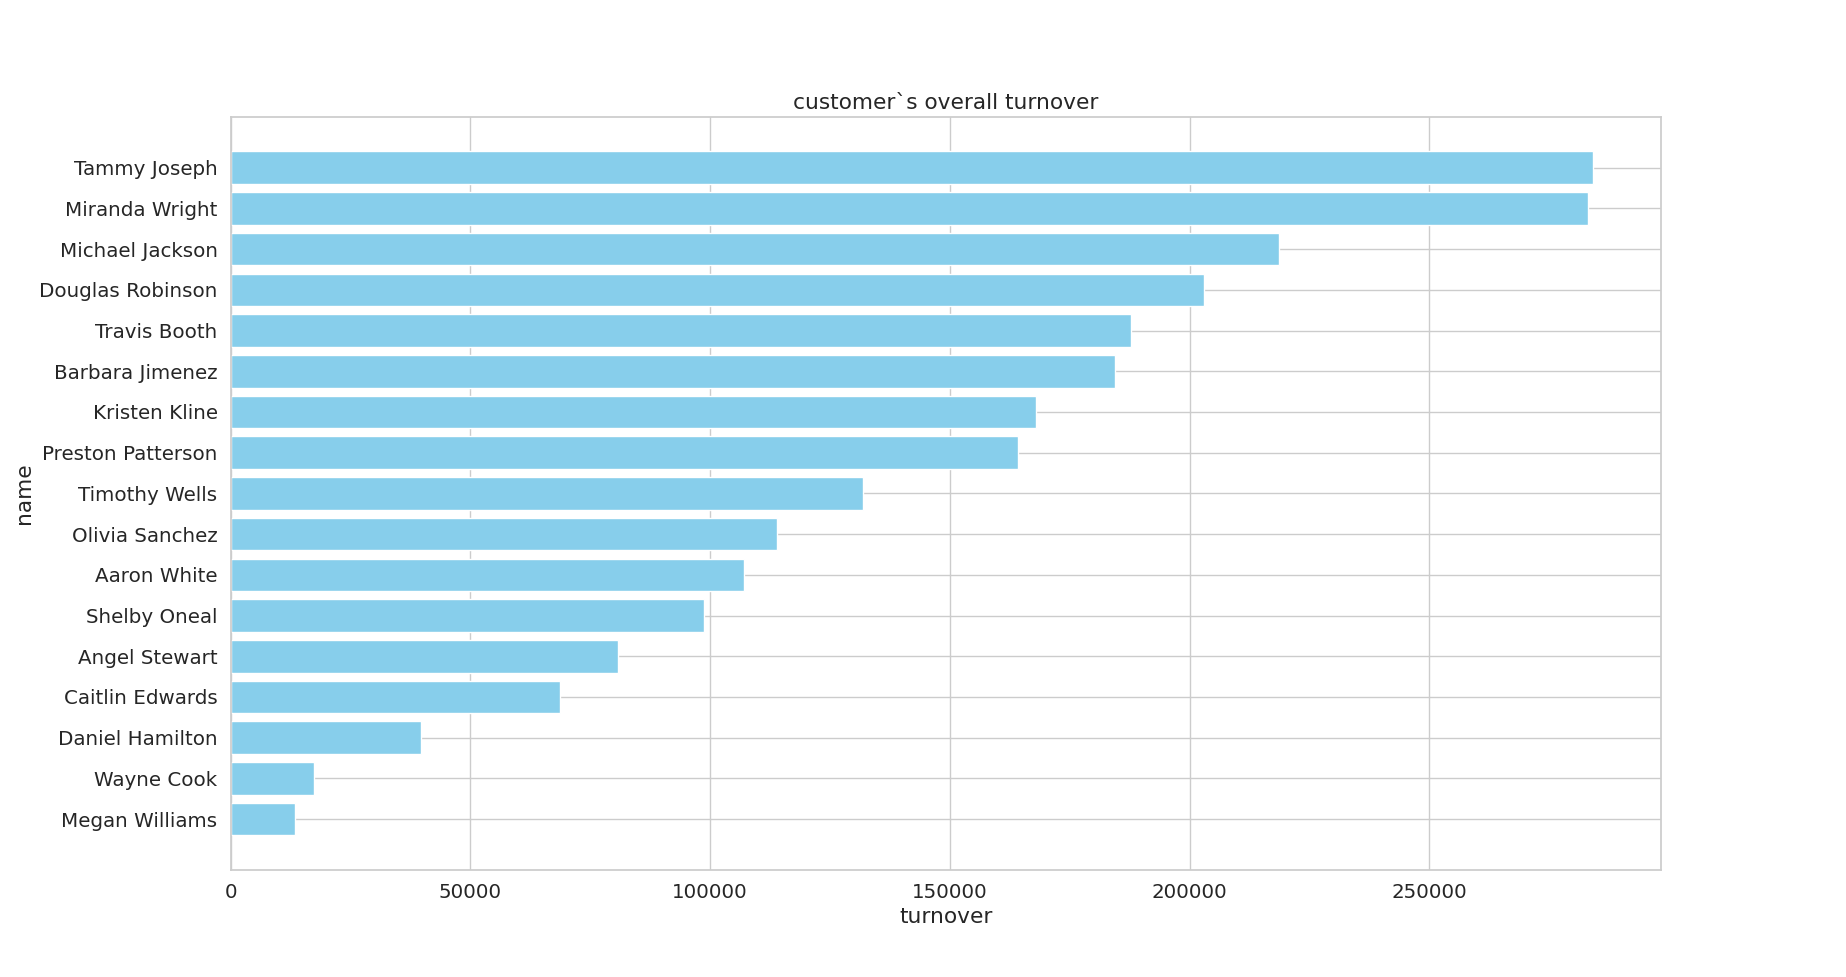 customer`s overall turnover
Tammy Joseph
Miranda Wright
Michael Jackson
Douglas Robinson
Travis Booth
Barbara Jimenez
Kristen Kline
Preston Patterson
Timothy Wells
Olivia Sanchez
Aaron White
Shelby Oneal
Angel Stewart
Caitlin Edwards
Daniel Hamilton
Wayne Cook
Megan Williams
name
0 50000 100000 150000 200000 250000
turnover